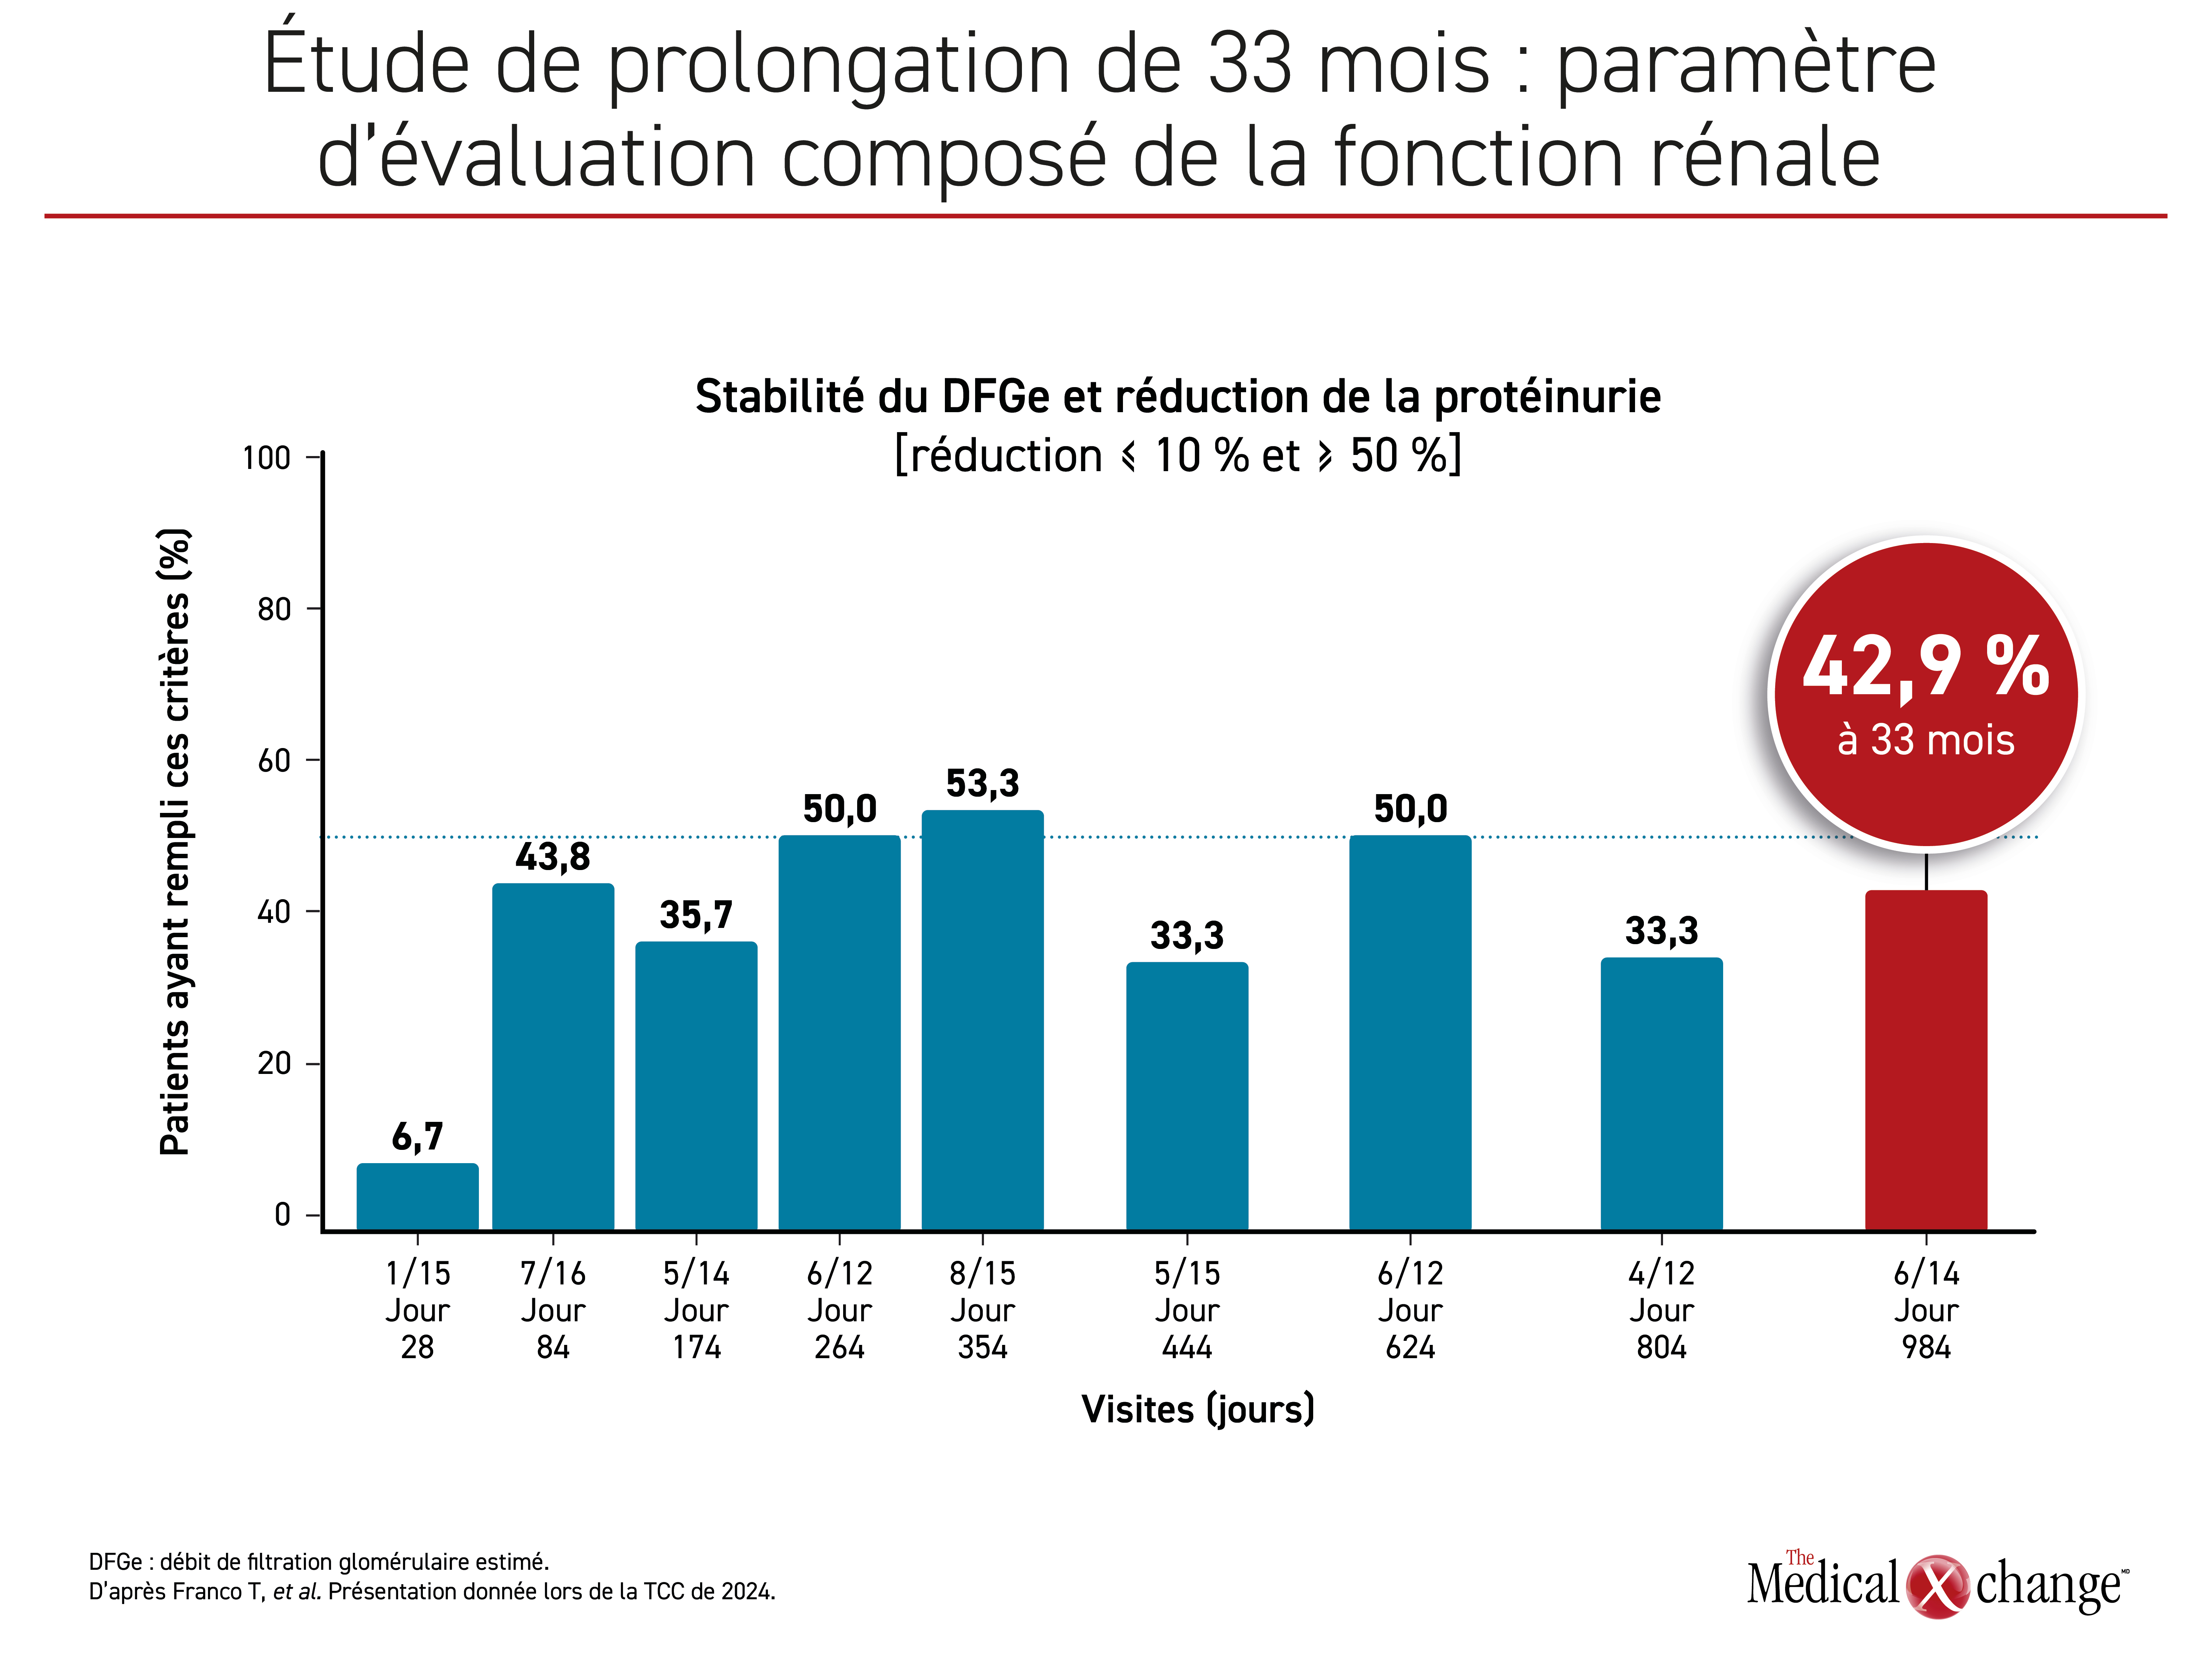 Étude de prolongation de 33 mois : paramètre
d’évaluation composé de la fonction rénale
Stabilité du DFGe et réduction de la protéinurie
[réduction ⩽ 10 % et ⩾ 50 %]
Patients ayant rempli ces critères (%)
100
80
60
40
20
0
6,7
43,8
35,7
50,0
53,3
33,3
50,0
33,3
42,9 %
à 33 mois
1/15
Jour
28
7/16
Jour
84
5/14
Jour
174
6/12
Jour
264
8/15
Jour
354
5/15
Jour
444
6/12
Jour
624
4/12
Jour
804
6/14
Jour
984
Visites (jours)
DFGe : débit de filtration glomérulaire estimé.
D’après Franco T, et al. Présentation donnée lors de la TCC de 2024.
The
Medical X change MD